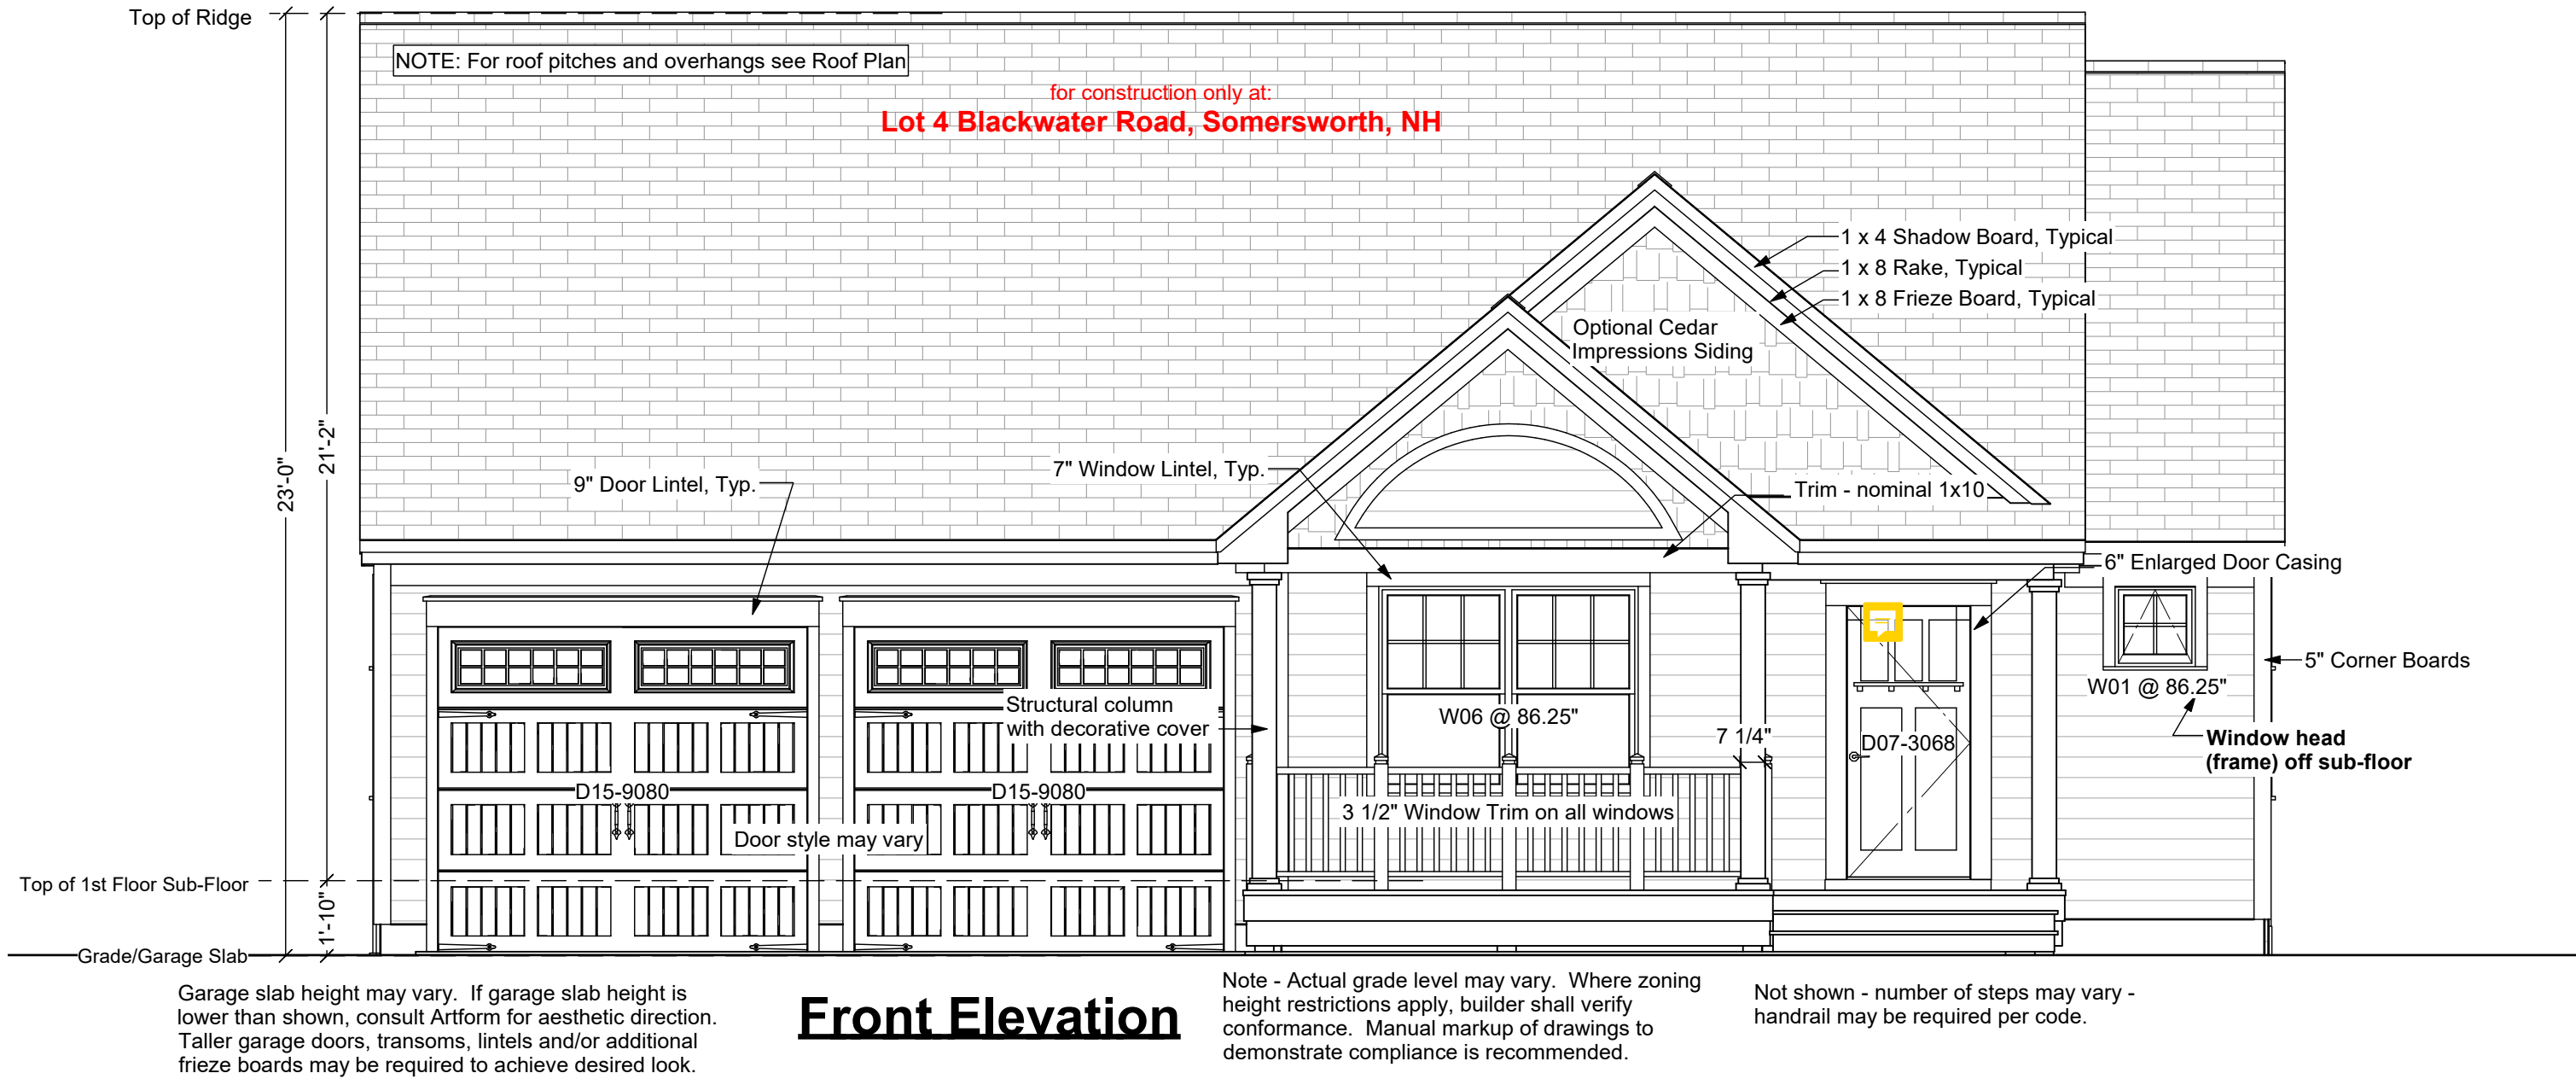 Top of Ridge
NOTE: For roof pitches and overhangs see Roof Plan
for construction only at:
Lot 4 Blackwater Road, Somersworth, NH
1 x 4 Shadow Board, Typical
1 x 8 Rake, Typical
1 x 8 Frieze Board, Typical
Optional Cedar
Impressions Siding
23'-0"
21'-2"
9" Door Lintel, Typ.
7" Window Lintel, Typ.
Trim - nominal 1x10
6" Enlarged Door Casing
5" Corner Boards
W01 @ 86.25"
Window head
(frame) off sub-floor
Structural column
with decorative cover
W06 @ 86.25"
7 1/4"
D07-3068
D15-9080
D15-9080
3 1/2" Window Trim on all windows
Door style may vary
Top of 1st Floor Sub-Floor
1'-10"
Grade/Garage Slab
Garage slab height may vary.  If garage slab height is
lower than shown, consult Artform for aesthetic direction.
Taller garage doors, transoms, lintels and/or additional
frieze boards may be required to achieve desired look.
Front Elevation
Note - Actual grade level may vary.  Where zoning
height restrictions apply, builder shall verify
conformance.  Manual markup of drawings to
demonstrate compliance is recommended.
Not shown - number of steps may vary -
handrail may be required per code.